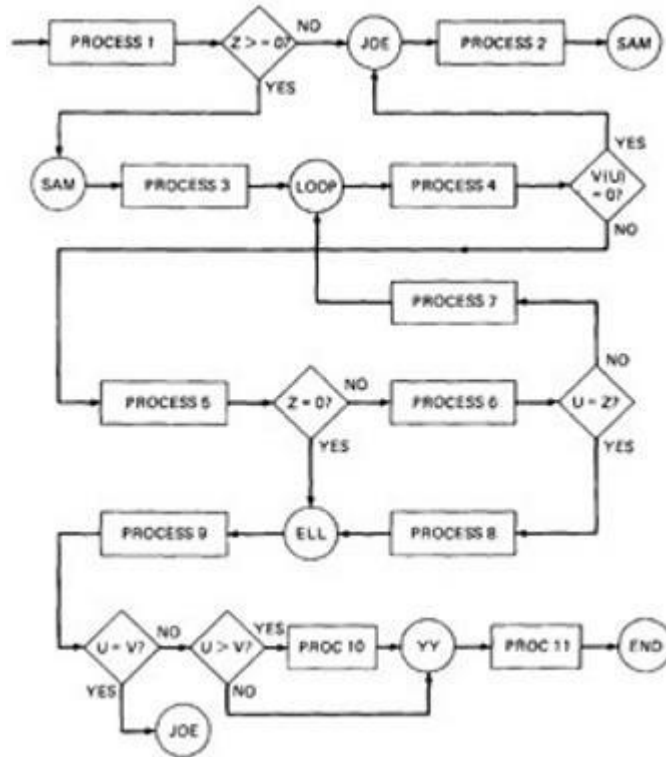 PROCESS 1
Z > = 0?
NO
JOE
PROCESS 2
SAM
YES
YES
SAM
PROCESS 3
LOOP
PROCESS 4
V(U)
= 0?
NO
PROCESS 7
NO
PROCESS 5
Z = 0?
NO
PROCESS 6
U = Z?
YES
YES
PROCESS 9
ELL
PROCESS 8
U = V?
NO
U > V?
YES
PROC 10
YY
PROC 11
END
YES
NO
JOE